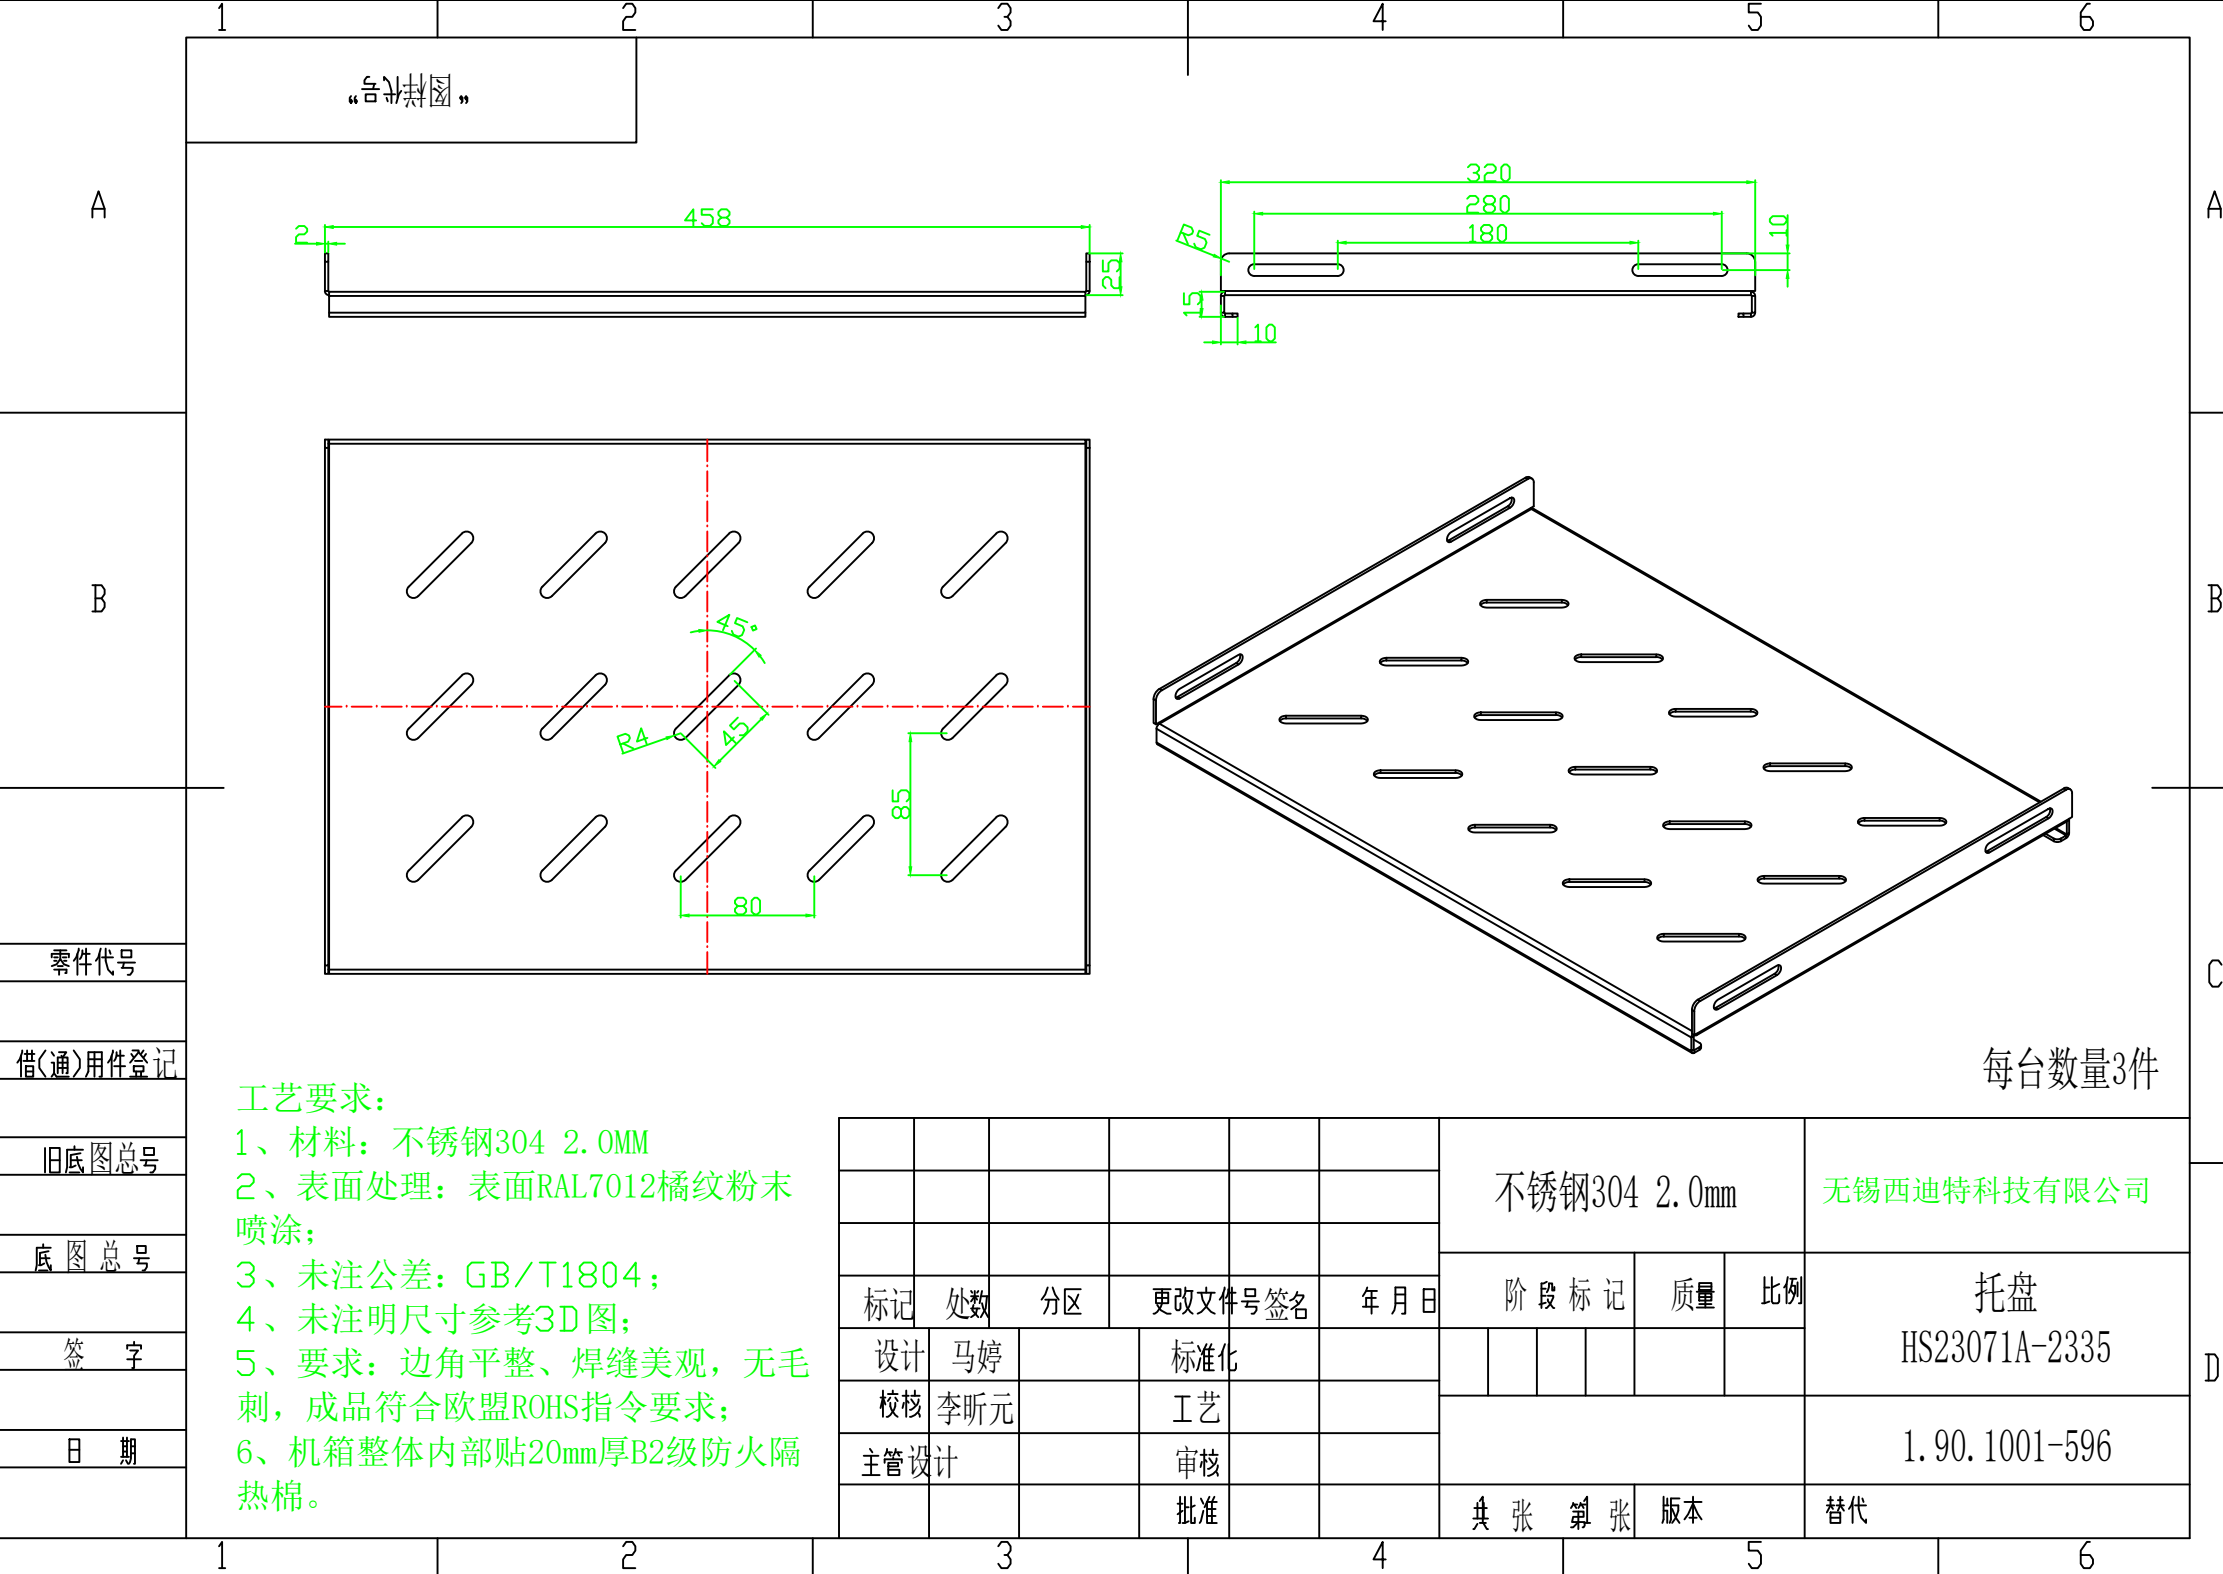 1 2 3 4 5 6
“图样代号”
A A
458
2
25
320
280
180
R5
10
15
10
B B
45°
R4
45
85
80
C
零件代号
借(通)用件登记
旧底图总号
底图总号
签 字
日 期
每台数量3件
工艺要求：
1、材料：不锈钢304 2.0MM
2、表面处理：表面RAL7012橘纹粉末
喷涂；
3、未注公差：GB/T1804；
4、未注明尺寸参考3D图；
5、要求：边角平整、焊缝美观，无毛
刺，成品符合欧盟ROHS指令要求；
6、机箱整体内部贴20mm厚B2级防火隔
热棉。
不锈钢304 2.0mm
无锡西迪特科技有限公司
标记 处数 分区 更改文件号 签名 年月日
阶段标记 质量 比例
托盘
HS23071A-2335
设计 马婷 标准化
校核 李昕元 工艺
主管设计 审核
批准
1.90.1001-596
共 张 第1张 版本 替代
D
1 2 3 4 5 6